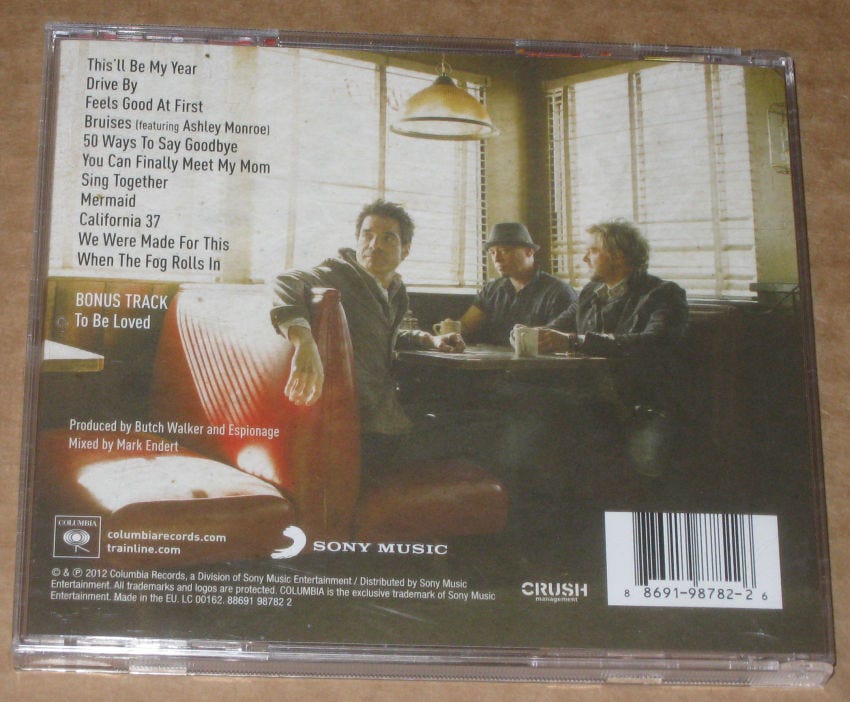 This'll Be My Year
Drive By
Feels Good At First
Bruises (featuring Ashley Monroe)
50 Ways To Say Goodbye
You Can Finally Meet My Mom
Sing Together
Mermaid
California 37
We Were Made For This
When The Fog Rolls In
BONUS TRACK
To Be Loved
Produced by Butch Walker and Espionage
Mixed by Mark Endert
COLUMBIA
columbiarecords.com
trainline.com
SONY MUSIC
© & ℗ 2012 Columbia Records, a Division of Sony Music Entertainment / Distributed by Sony Music
Entertainment. All trademarks and logos are protected. COLUMBIA is the exclusive trademark of Sony Music
Entertainment. Made in the EU. LC 00162. 88691 98782 2
CRUSH
management
8 8691-98782-2 6